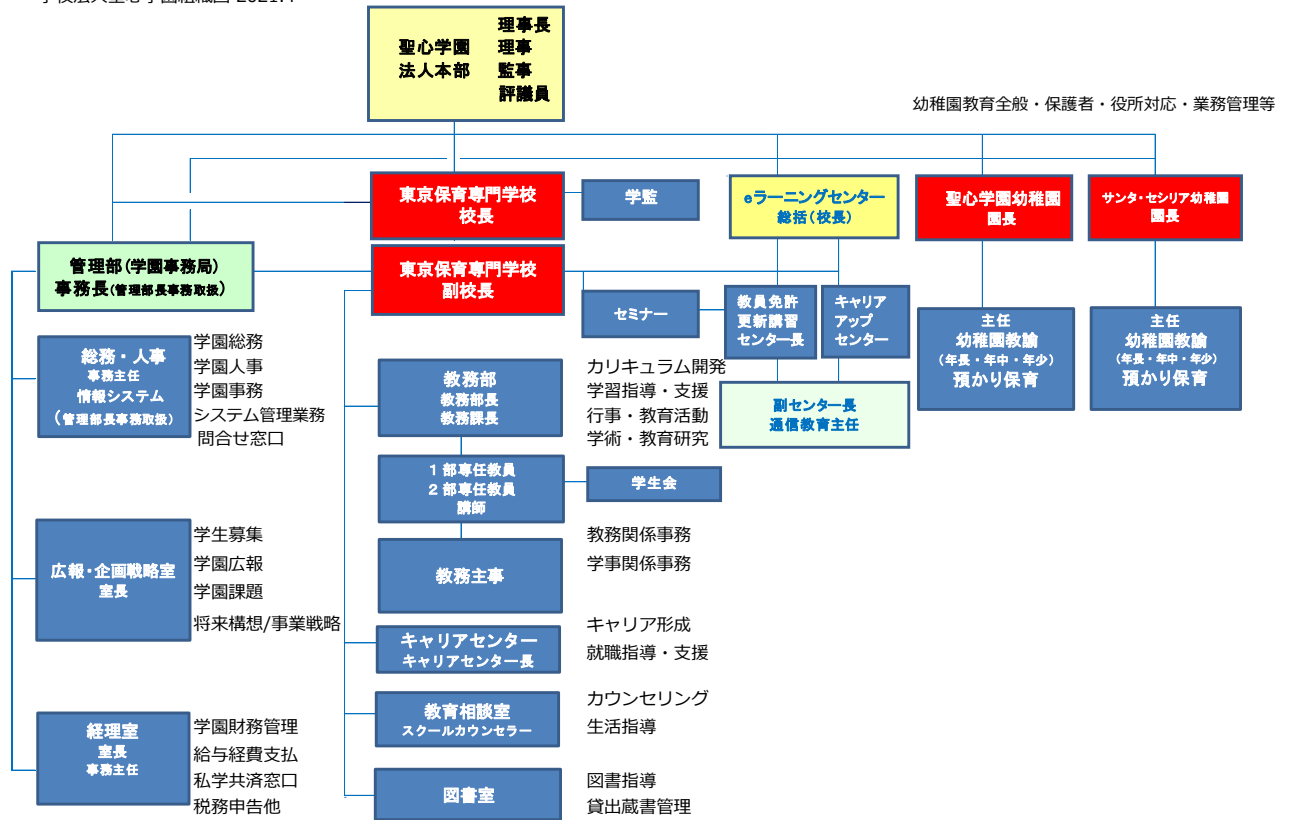 聖心学園
法人本部
理事長
理事
監事
評議員
幼稚園教育全般・保護者・役所対応・業務管理等
東京保育専門学校
校長
学監
eラーニングセンター
総括(校長)
聖心学園幼稚園
園長
サンタ・セシリア幼稚園
園長
管理部(学園事務局)
事務長(管理部長事務取扱)
東京保育専門学校
副校長
セミナー
教員免許
更新講習
センター長
キャリア
アップ
センター
主任
幼稚園教諭
(年長・年中・年少)
預かり保育
主任
幼稚園教諭
(年長・年中・年少)
預かり保育
副センター長
通信教育主任
総務・人事
事務主任
情報システム
(管理部長事務取扱)
学園総務
学園人事
学園事務
システム管理業務
問合せ窓口
教務部
教務部長
教務課長
カリキュラム開発
学習指導・支援
行事・教育活動
学術・教育研究
1部専任教員
2部専任教員
講師
学生会
広報・企画戦略室
室長
学生募集
学園広報
学園課題
将来構想/事業戦略
教務主事
教務関係事務
学事関係事務
キャリアセンター
キャリアセンター長
キャリア形成
就職指導・支援
教育相談室
スクールカウンセラー
カウンセリング
生活指導
経理室
室長
事務主任
学園財務管理
給与経費支払
私学共済窓口
税務申告他
図書室
図書指導
貸出蔵書管理